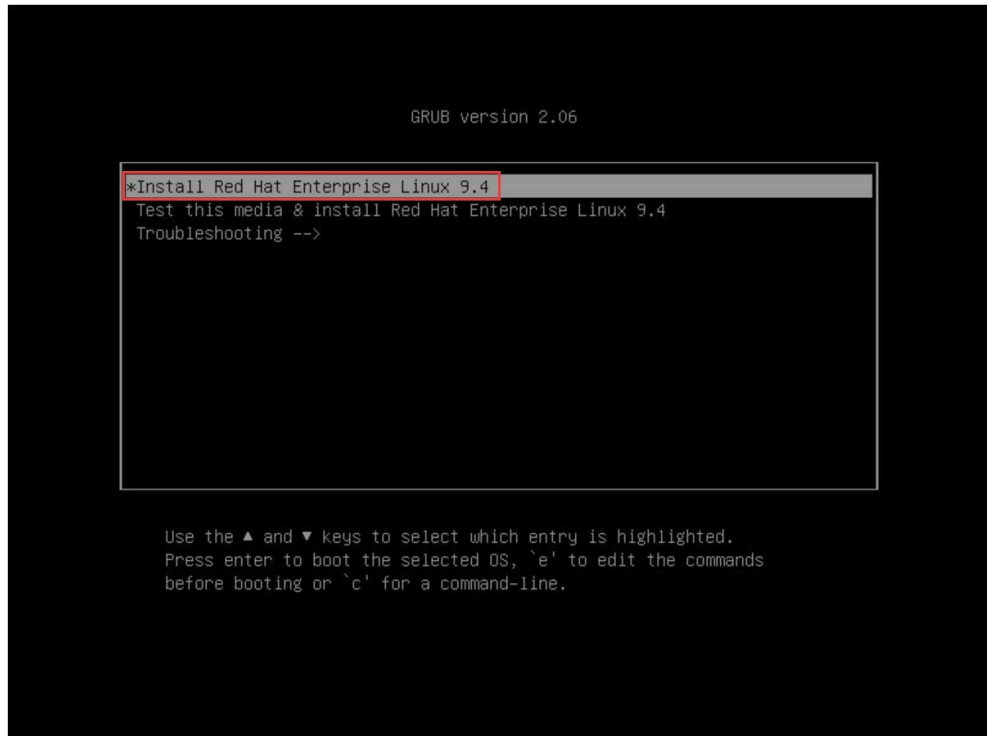 GRUB version 2.06
*Install Red Hat Enterprise Linux 9.4
Test this media & install Red Hat Enterprise Linux 9.4
Troubleshooting -->
Use the ▲ and ▼ keys to select which entry is highlighted.
Press enter to boot the selected OS, `e' to edit the commands
before booting or `c' for a command-line.